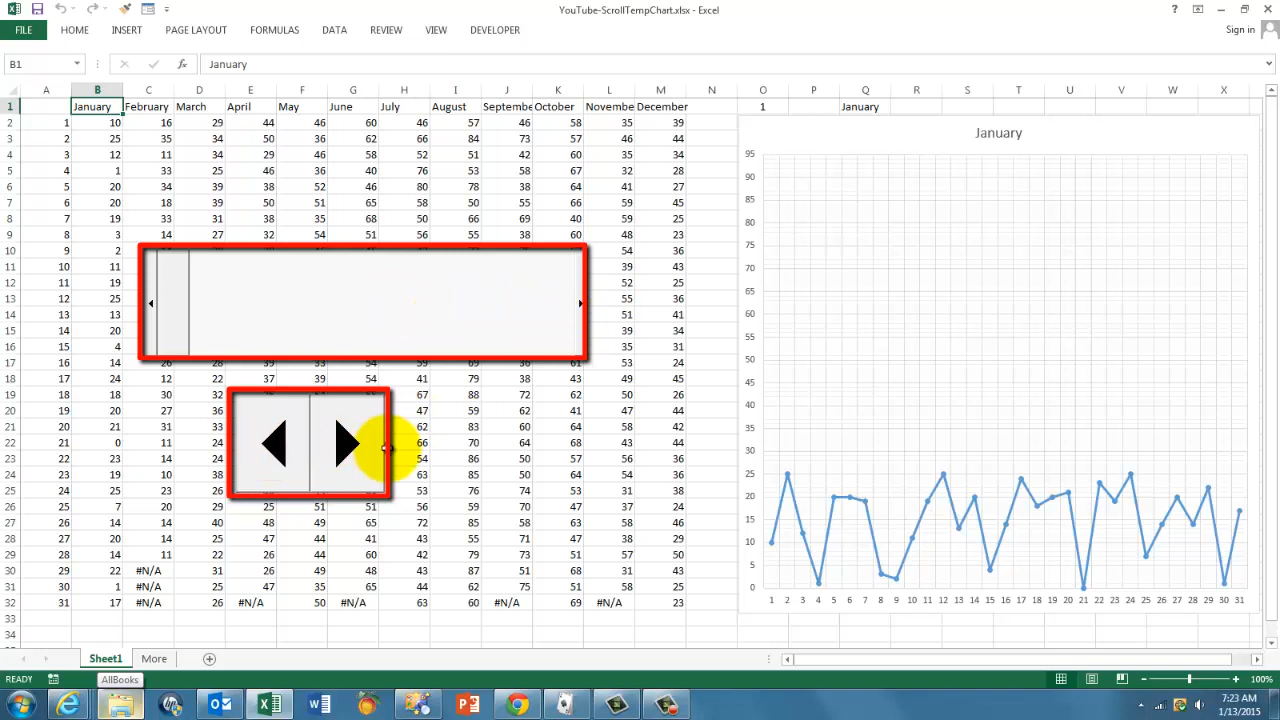 YouTube-ScrollTempChart.xlsx - Excel
FILE HOME INSERT PAGE LAYOUT FORMULAS DATA REVIEW VIEW DEVELOPER Sign in
B1 fx January
A B C D E F G H I J K L M N O P Q R S T U V W X
1 January February March April May June July August Septembe October Novembe December 1 January
2 1 10 16 29 44 46 60 46 57 46 58 35 39
3 2 25 35 34 50 36 62 66 84 73 57 46 44
4 3 12 11 34 29 46 58 52 51 42 60 35 34
5 4 1 33 25 46 36 40 76 53 58 67 32 28
6 5 20 34 39 38 52 46 80 78 38 64 41 27
7 6 20 18 39 50 51 65 58 50 55 66 59 45
8 7 19 33 31 38 35 68 50 66 69 40 59 25
9 8 3 14 27 32 54 51 56 55 38 60 48 23
10 9 2 54 36
11 10 11 39 43
12 11 19 52 25
13 12 25 55 36
14 13 13 51 41
15 14 20 39 34
16 15 4 35 31
17 16 14 26 28 39 33 54 59 69 36 61 53 24
18 17 24 12 22 37 39 54 41 79 38 43 49 45
19 18 18 30 32 67 88 72 62 50 26
20 19 20 27 36 47 59 62 41 47 44
21 20 21 31 33 62 83 60 64 58 42
22 21 0 11 24 66 70 64 68 43 44
23 22 23 14 24 54 86 50 57 56 36
24 23 19 10 38 63 85 50 64 54 36
25 24 25 23 26 53 76 74 53 31 38
26 25 7 20 29 25 51 51 56 59 70 47 37 24
27 26 14 14 40 48 49 65 72 85 58 63 58 46
28 27 20 14 25 47 44 41 42 55 71 47 38 29
29 28 14 11 22 26 44 60 42 79 73 51 57 50
30 29 22 #N/A 31 26 49 48 43 87 51 68 31 43
31 30 1 #N/A 25 47 35 65 44 62 75 51 58 25
32 31 17 #N/A 26 #N/A 50 #N/A 63 60 #N/A 69 #N/A 23
33
34
January
95
90
85
80
75
70
65
60
55
50
45
40
35
30
25
20
15
10
5
0
1 2 3 4 5 6 7 8 9 10 11 12 13 14 15 16 17 18 19 20 21 22 23 24 25 26 27 28 29 30 31
Sheet1 More
READY AllBooks 100%
7:23 AM
1/13/2015